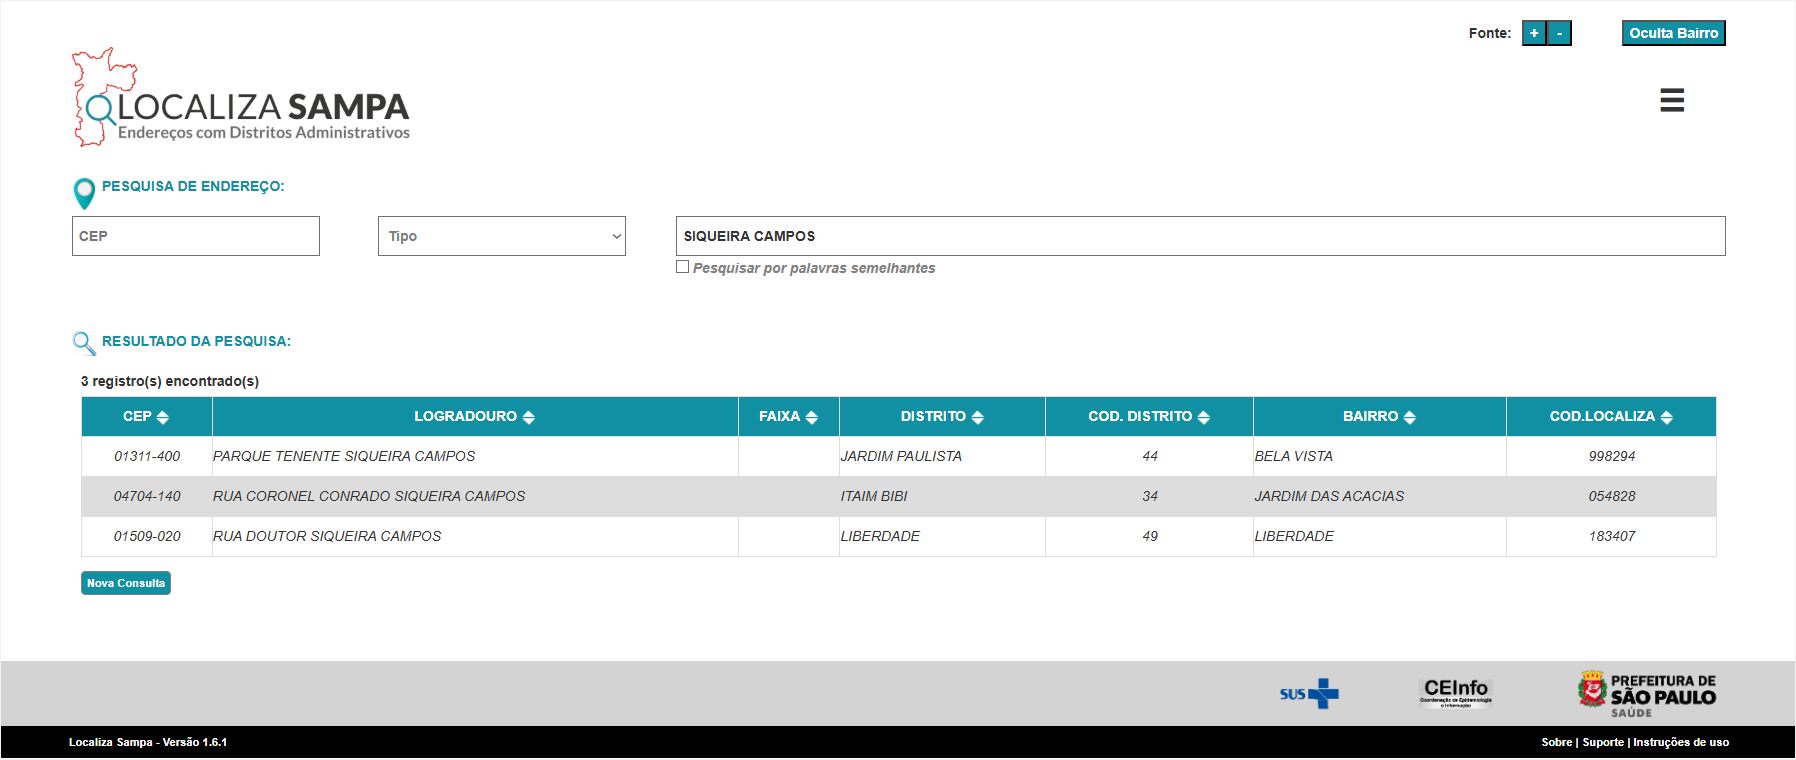 Fonte: + - Oculta Bairro
LOCALIZA SAMPA
Endereços com Distritos Administrativos
PESQUISA DE ENDEREÇO:
CEP Tipo SIQUEIRA CAMPOS
Pesquisar por palavras semelhantes
RESULTADO DA PESQUISA:
3 registro(s) encontrado(s)
CEP LOGRADOURO FAIXA DISTRITO COD. DISTRITO BAIRRO COD.LOCALIZA
01311-400 PARQUE TENENTE SIQUEIRA CAMPOS JARDIM PAULISTA 44 BELA VISTA 998294
04704-140 RUA CORONEL CONRADO SIQUEIRA CAMPOS ITAIM BIBI 34 JARDIM DAS ACACIAS 054828
01509-020 RUA DOUTOR SIQUEIRA CAMPOS LIBERDADE 49 LIBERDADE 183407
Nova Consulta
SUS
CEInfo
Coordenação de Epidemiologia
e Informação
PREFEITURA DE
SÃO PAULO
SAÚDE
Localiza Sampa - Versão 1.6.1 Sobre | Suporte | Instruções de uso